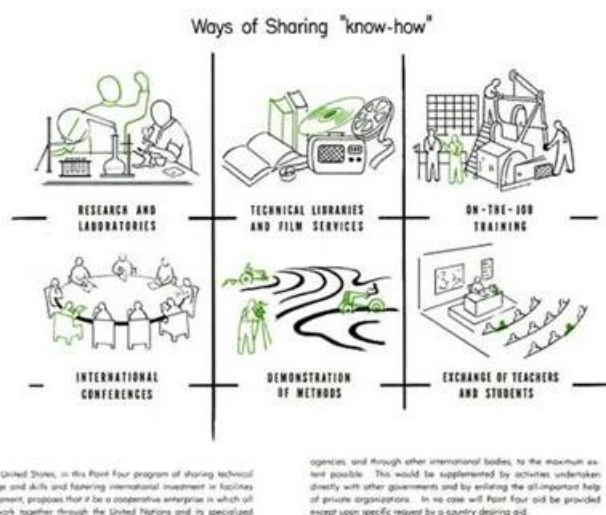 Ways of Sharing "know-how"
RESEARCH AND
LABORATORIES
TECHNICAL LIBRARIES
AND FILM SERVICES
ON-THE-JOB
TRAINING
INTERNATIONAL
CONFERENCES
DEMONSTRATION
OF METHODS
EXCHANGE OF TEACHERS
AND STUDENTS
United States, in this Point Four program of sharing technical
ge and skills and fostering international investment in facilities
ment, proposes that it be a cooperative enterprise in which all
work together through the United Nations and its specialized
agencies, and through other international bodies, to the maximum ex-
tent possible. This would be supplemented by activities undertaken
directly with other governments and by enlisting the all-important help
of private organizations. In no case will Point Four aid be provided
except upon specific request by a country desiring aid.